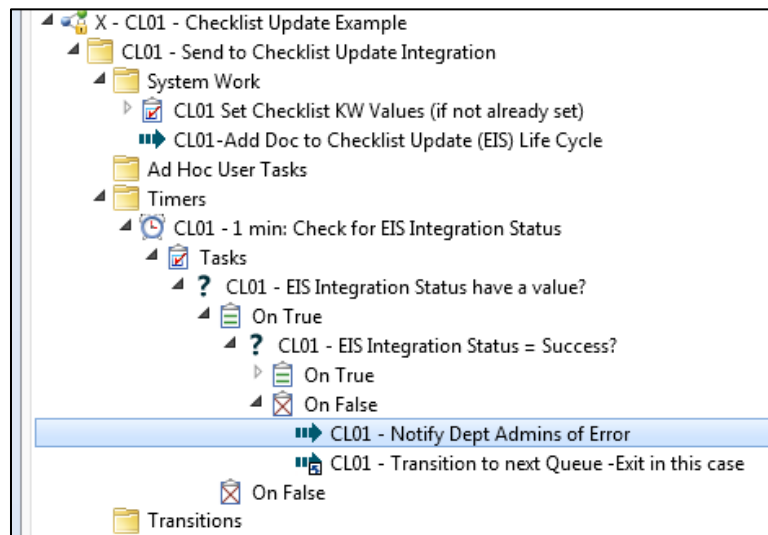 X - CL01 - Checklist Update Example
CL01 - Send to Checklist Update Integration
System Work
CL01 Set Checklist KW Values (if not already set)
CL01-Add Doc to Checklist Update (EIS) Life Cycle
Ad Hoc User Tasks
Timers
CL01 - 1 min: Check for EIS Integration Status
Tasks
CL01 - EIS Integration Status have a value?
On True
CL01 - EIS Integration Status = Success?
On True
On False
CL01 - Notify Dept Admins of Error
CL01 - Transition to next Queue -Exit in this case
On False
Transitions